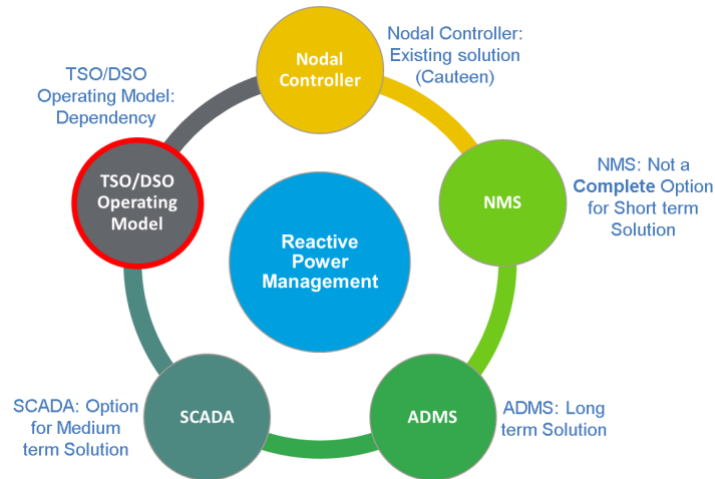 Nodal
Controller
Nodal Controller:
Existing solution
(Cauteen)
TSO/DSO
Operating Model:
Dependency
TSO/DSO
Operating
Model
NMS
NMS: Not a
Complete Option
for Short term
Solution
Reactive
Power
Management
SCADA: Option
for Medium
term Solution
SCADA
ADMS
ADMS: Long
term Solution